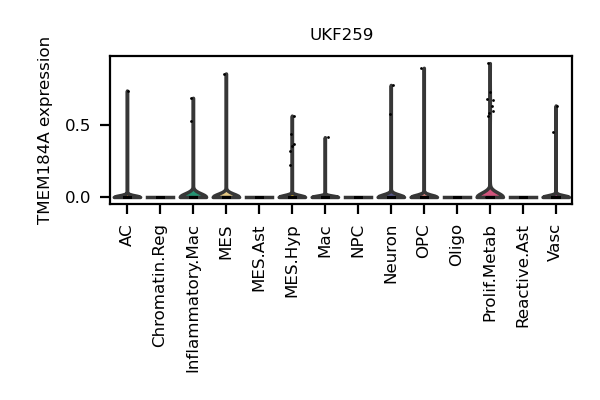 UKF259
TMEM184A expression
0.5
0.0
AC
Chromatin.Reg
Inflammatory.Mac
MES
MES.Ast
MES.Hyp
Mac
NPC
Neuron
OPC
Oligo
Prolif.Metab
Reactive.Ast
Vasc